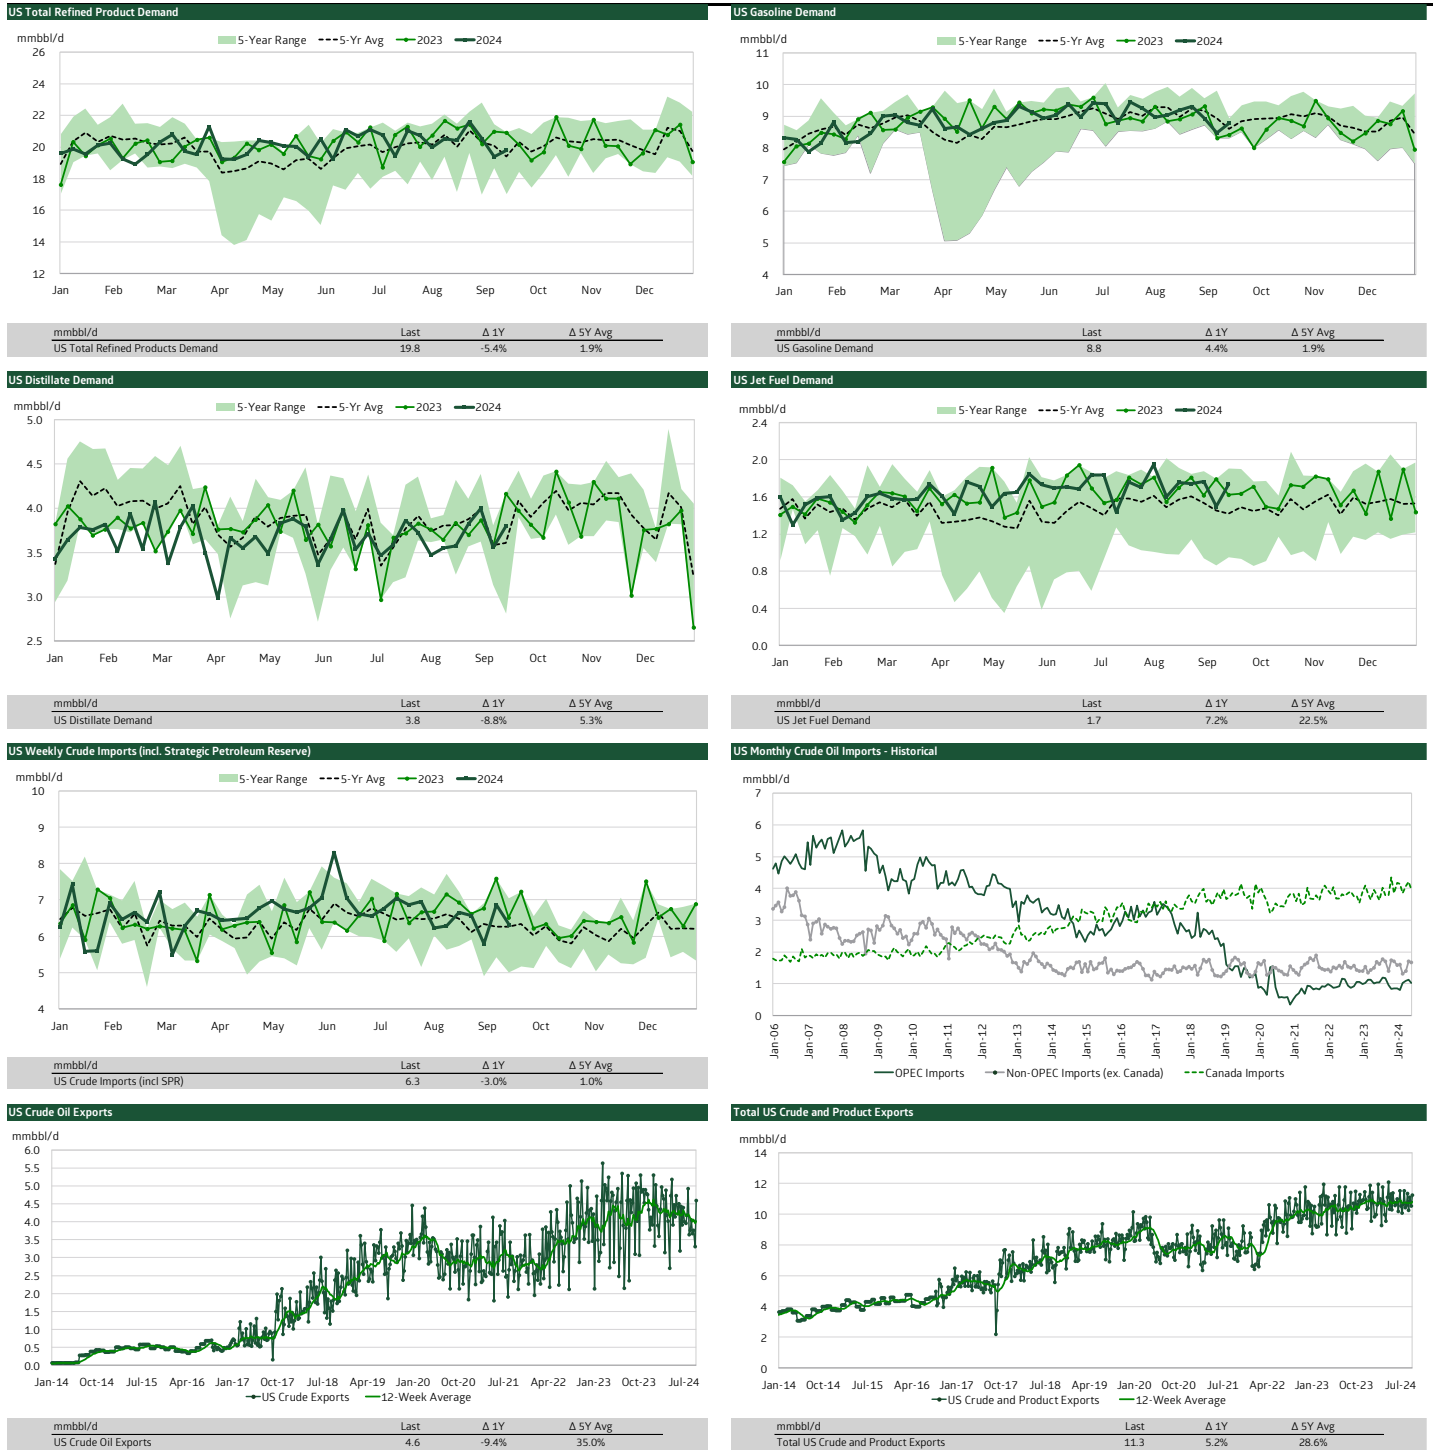 US Total Refined Product Demand
mmbbl/d
5-Year Range 5-Yr Avg 2023 2024
26
24
22
20
18
16
14
12
Jan Feb Mar Apr May Jun Jul Aug Sep Oct Nov Dec
mmbbl/d Last Δ 1Y Δ 5Y Avg
US Total Refined Products Demand 19.8 -5.4% 1.9%
US Gasoline Demand
mmbbl/d
5-Year Range 5-Yr Avg 2023 2024
11
10
9
8
7
6
5
4
Jan Feb Mar Apr May Jun Jul Aug Sep Oct Nov Dec
mmbbl/d Last Δ 1Y Δ 5Y Avg
US Gasoline Demand 8.8 4.4% 1.9%
US Distillate Demand
mmbbl/d
5-Year Range 5-Yr Avg 2023 2024
5.0
4.5
4.0
3.5
3.0
2.5
Jan Feb Mar Apr May Jun Jul Aug Sep Oct Nov Dec
mmbbl/d Last Δ 1Y Δ 5Y Avg
US Distillate Demand 3.8 -8.8% 5.3%
US Jet Fuel Demand
mmbbl/d
5-Year Range 5-Yr Avg 2023 2024
2.4
2.0
1.6
1.2
0.8
0.4
0.0
Jan Feb Mar Apr May Jun Jul Aug Sep Oct Nov Dec
mmbbl/d Last Δ 1Y Δ 5Y Avg
US Jet Fuel Demand 1.7 7.2% 22.5%
US Weekly Crude Imports (incl. Strategic Petroleum Reserve)
mmbbl/d
5-Year Range 5-Yr Avg 2023 2024
10
9
8
7
6
5
4
Jan Feb Mar Apr May Jun Jul Aug Sep Oct Nov Dec
mmbbl/d Last Δ 1Y Δ 5Y Avg
US Crude Imports (incl SPR) 6.3 -3.0% 1.0%
US Monthly Crude Oil Imports - Historical
mmbbl/d
7
6
5
4
3
2
1
0
Jan-06 Jan-07 Jan-08 Jan-09 Jan-10 Jan-11 Jan-12 Jan-13 Jan-14 Jan-15 Jan-16 Jan-17 Jan-18 Jan-19 Jan-20 Jan-21 Jan-22 Jan-23 Jan-24
OPEC Imports Non-OPEC Imports (ex. Canada) Canada Imports
US Crude Oil Exports
mmbbl/d
6.0
5.5
5.0
4.5
4.0
3.5
3.0
2.5
2.0
1.5
1.0
0.5
0.0
Jan-14 Oct-14 Jul-15 Apr-16 Jan-17 Oct-17 Jul-18 Apr-19 Jan-20 Oct-20 Jul-21 Apr-22 Jan-23 Oct-23 Jul-24
US Crude Exports 12-Week Average
mmbbl/d Last Δ 1Y Δ 5Y Avg
US Crude Oil Exports 4.6 -9.4% 35.0%
Total US Crude and Product Exports
mmbbl/d
14
12
10
8
6
4
2
0
Jan-14 Oct-14 Jul-15 Apr-16 Jan-17 Oct-17 Jul-18 Apr-19 Jan-20 Oct-20 Jul-21 Apr-22 Jan-23 Oct-23 Jul-24
US Crude and Product Exports 12-Week Average
mmbbl/d Last Δ 1Y Δ 5Y Avg
Total US Crude and Product Exports 11.3 5.2% 28.6%